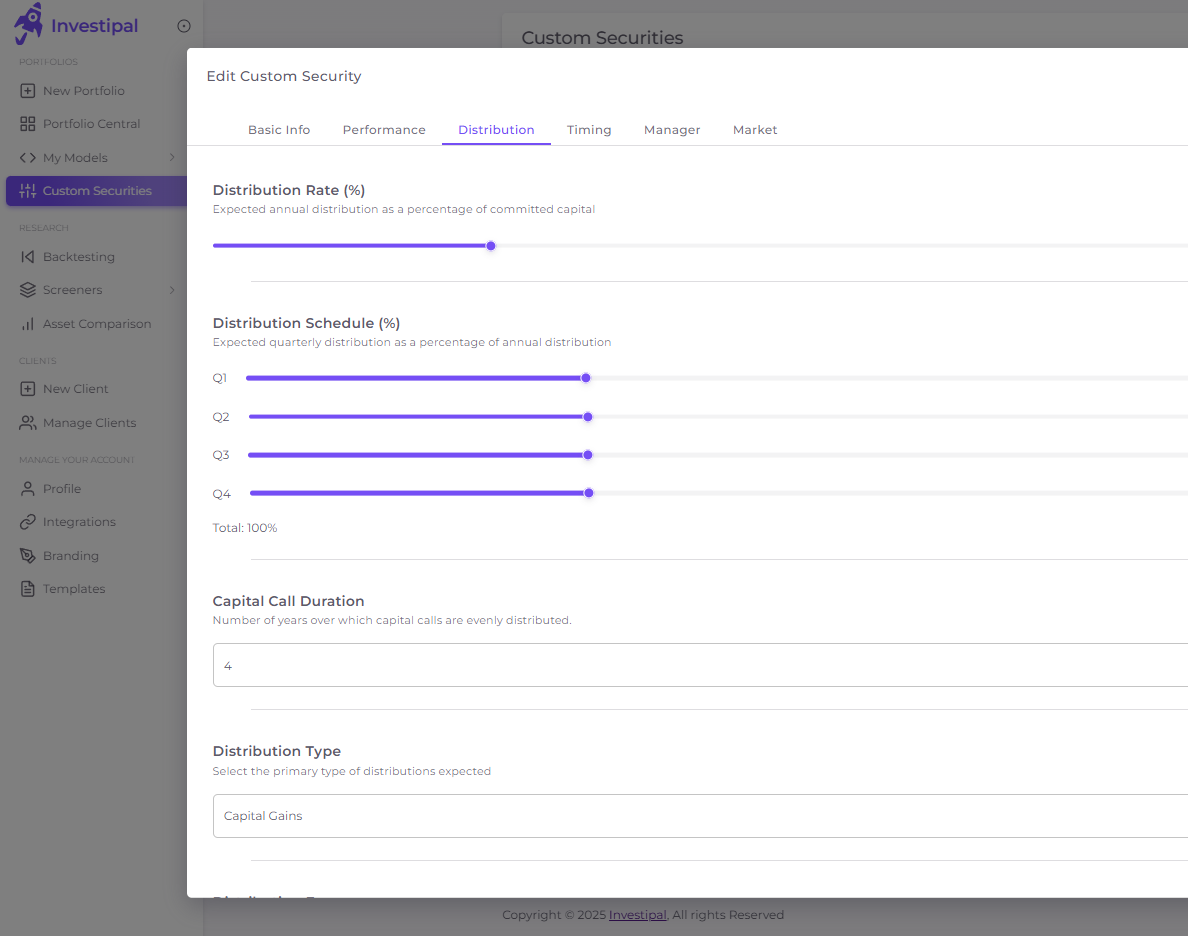 Investipal
Custom Securities
PORTFOLIOS
New Portfolio
Portfolio Central
My Models
Custom Securities
RESEARCH
Backtesting
Screeners
Asset Comparison
CLIENTS
New Client
Manage Clients
MANAGE YOUR ACCOUNT
Profile
Integrations
Branding
Templates
Edit Custom Security
Basic Info Performance Distribution Timing Manager Market
Distribution Rate (%)
Expected annual distribution as a percentage of committed capital
Distribution Schedule (%)
Expected quarterly distribution as a percentage of annual distribution
Q1
Q2
Q3
Q4
Total: 100%
Capital Call Duration
Number of years over which capital calls are evenly distributed.
4
Distribution Type
Select the primary type of distributions expected
Capital Gains
Copyright © 2025 Investipal, All rights Reserved